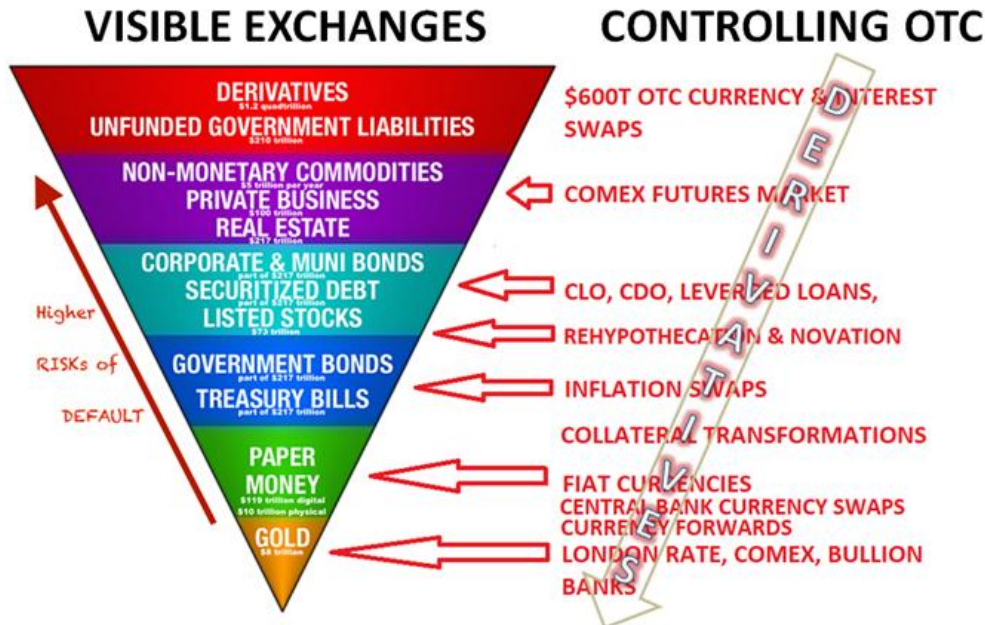 VISIBLE EXCHANGES
CONTROLLING OTC
DERIVATIVES
$1.2 quadtrillion
UNFUNDED GOVERNMENT LIABILITIES
$210 trillion
NON-MONETARY COMMODITIES
$5 trillion per year
PRIVATE BUSINESS
$100 trillion
REAL ESTATE
$217 trillion
CORPORATE & MUNI BONDS
part of $217 trillion
SECURITIZED DEBT
part of $217 trillion
LISTED STOCKS
$73 trillion
GOVERNMENT BONDS
part of $217 trillion
TREASURY BILLS
part of $217 trillion
PAPER
MONEY
$119 trillion digital
$10 trillion physical
GOLD
$8 trillion
Higher
RISKs of
DEFAULT
$600T OTC CURRENCY & INTEREST
SWAPS
COMEX FUTURES MARKET
CLO, CDO, LEVERED LOANS,
REHYPOTHECATION & NOVATION
INFLATION SWAPS
COLLATERAL TRANSFORMATIONS
FIAT CURRENCIES
CENTRAL BANK CURRENCY SWAPS
CURRENCY FORWARDS
LONDON RATE, COMEX, BULLION
BANKS
DERIVATIVES